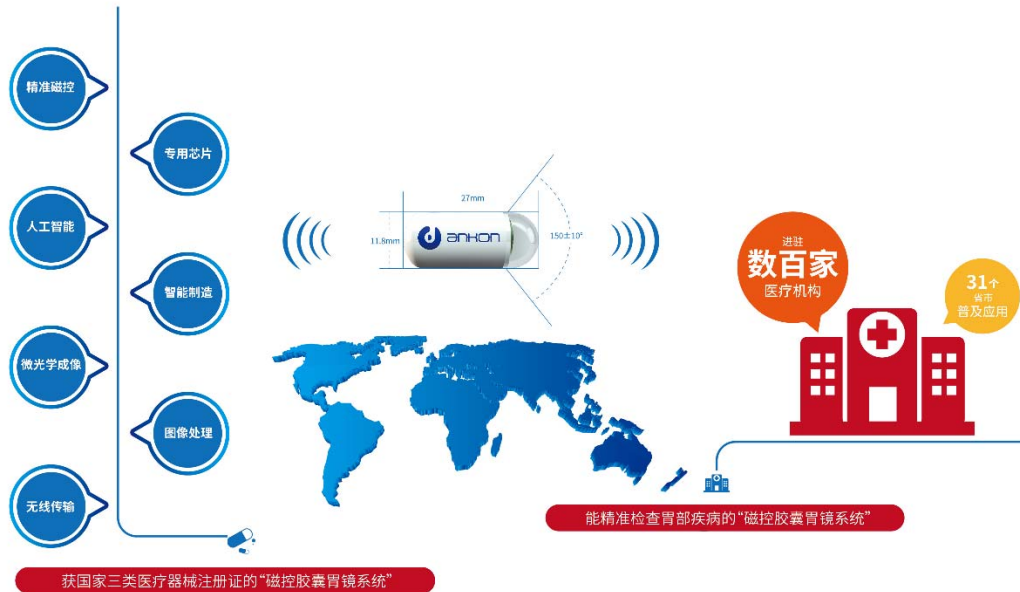 精准磁控
专用芯片
人工智能
智能制造
微光学成像
图像处理
无线传输
获国家三类医疗器械注册证的“磁控胶囊胃镜系统”
27mm
11.8mm
ankon
150±10°
能精准检查胃部疾病的“磁控胶囊胃镜系统”
进驻
数百家
医疗机构
31个
省市
普及应用